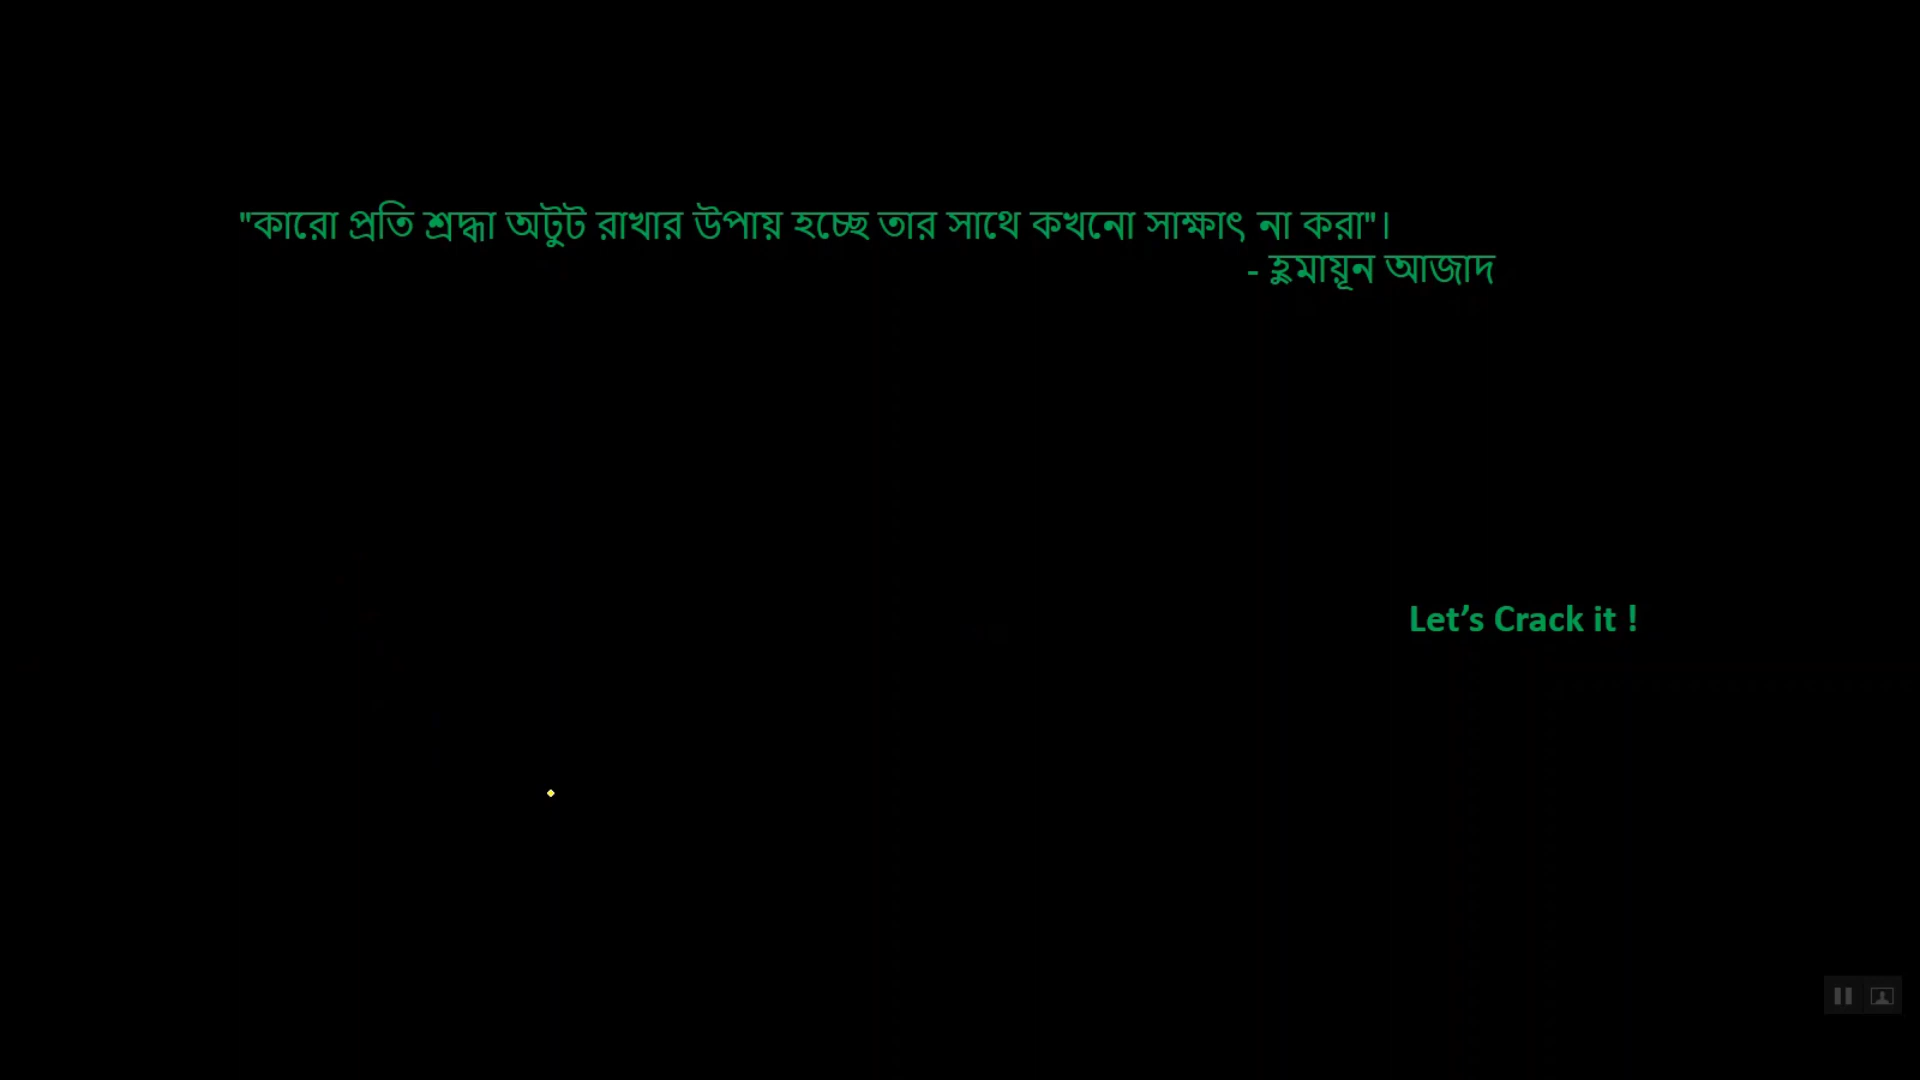 "কারো প্রতি শ্রদ্ধা অটুট রাখার উপায় হচ্ছে তার সাথে কখনো সাক্ষাৎ না করা"।
- হুমায়ূন আজাদ
Let’s Crack it !